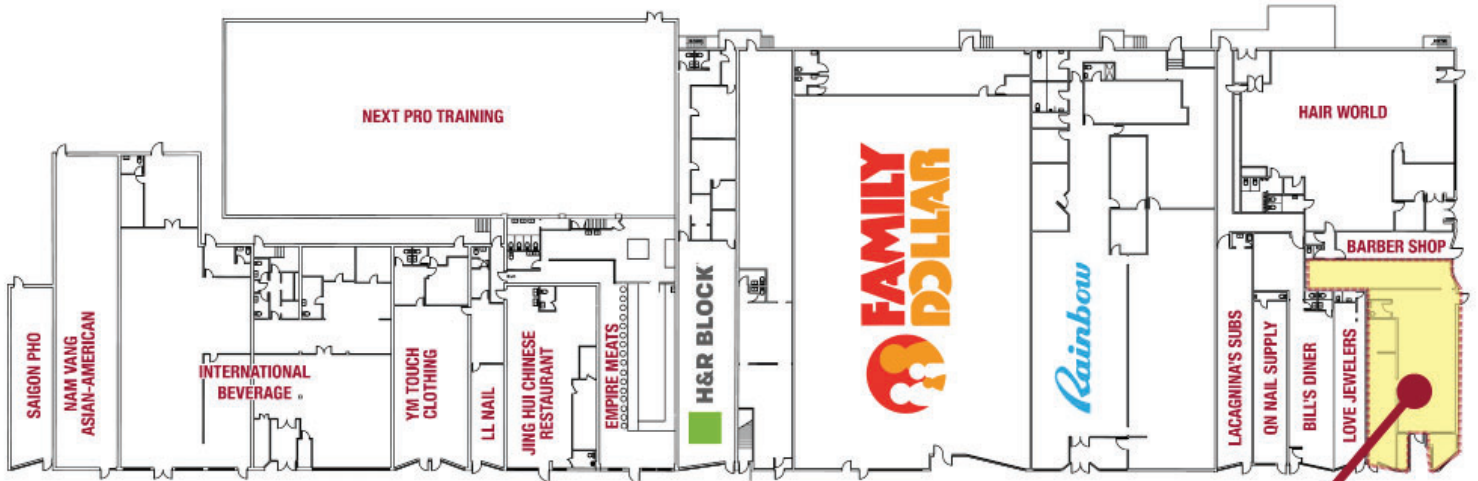 NEXT PRO TRAINING
HAIR WORLD
BARBER SHOP
SAIGON PHO
NAM VANG
ASIAN-AMERICAN
INTERNATIONAL
BEVERAGE
YM TOUCH
CLOTHING
LL NAIL
JING HUI CHINESE
RESTAURANT
EMPIRE MEATS
H&R BLOCK
FAMILY
DOLLAR
Rainbow
LACAGNINA'S SUBS
QN NAIL SUPPLY
BILL'S DINER
LOVE JEWELERS